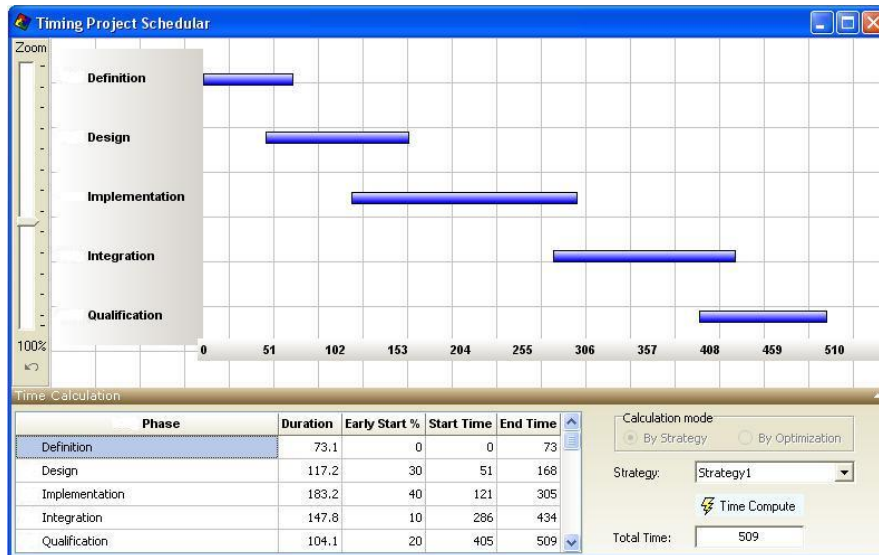 Timing Project Schedular
Zoom
Definition
Design
Implementation
Integration
Qualification
100%
0 51 102 153 204 255 306 357 408 459 510
Time Calculation
Phase Duration Early Start % Start Time End Time
Definition 73.1 0 0 73
Design 117.2 30 51 168
Implementation 183.2 40 121 305
Integration 147.8 10 286 434
Qualification 104.1 20 405 509
Calculation mode
By Strategy By Optimization
Strategy: Strategy1
Time Compute
Total Time: 509